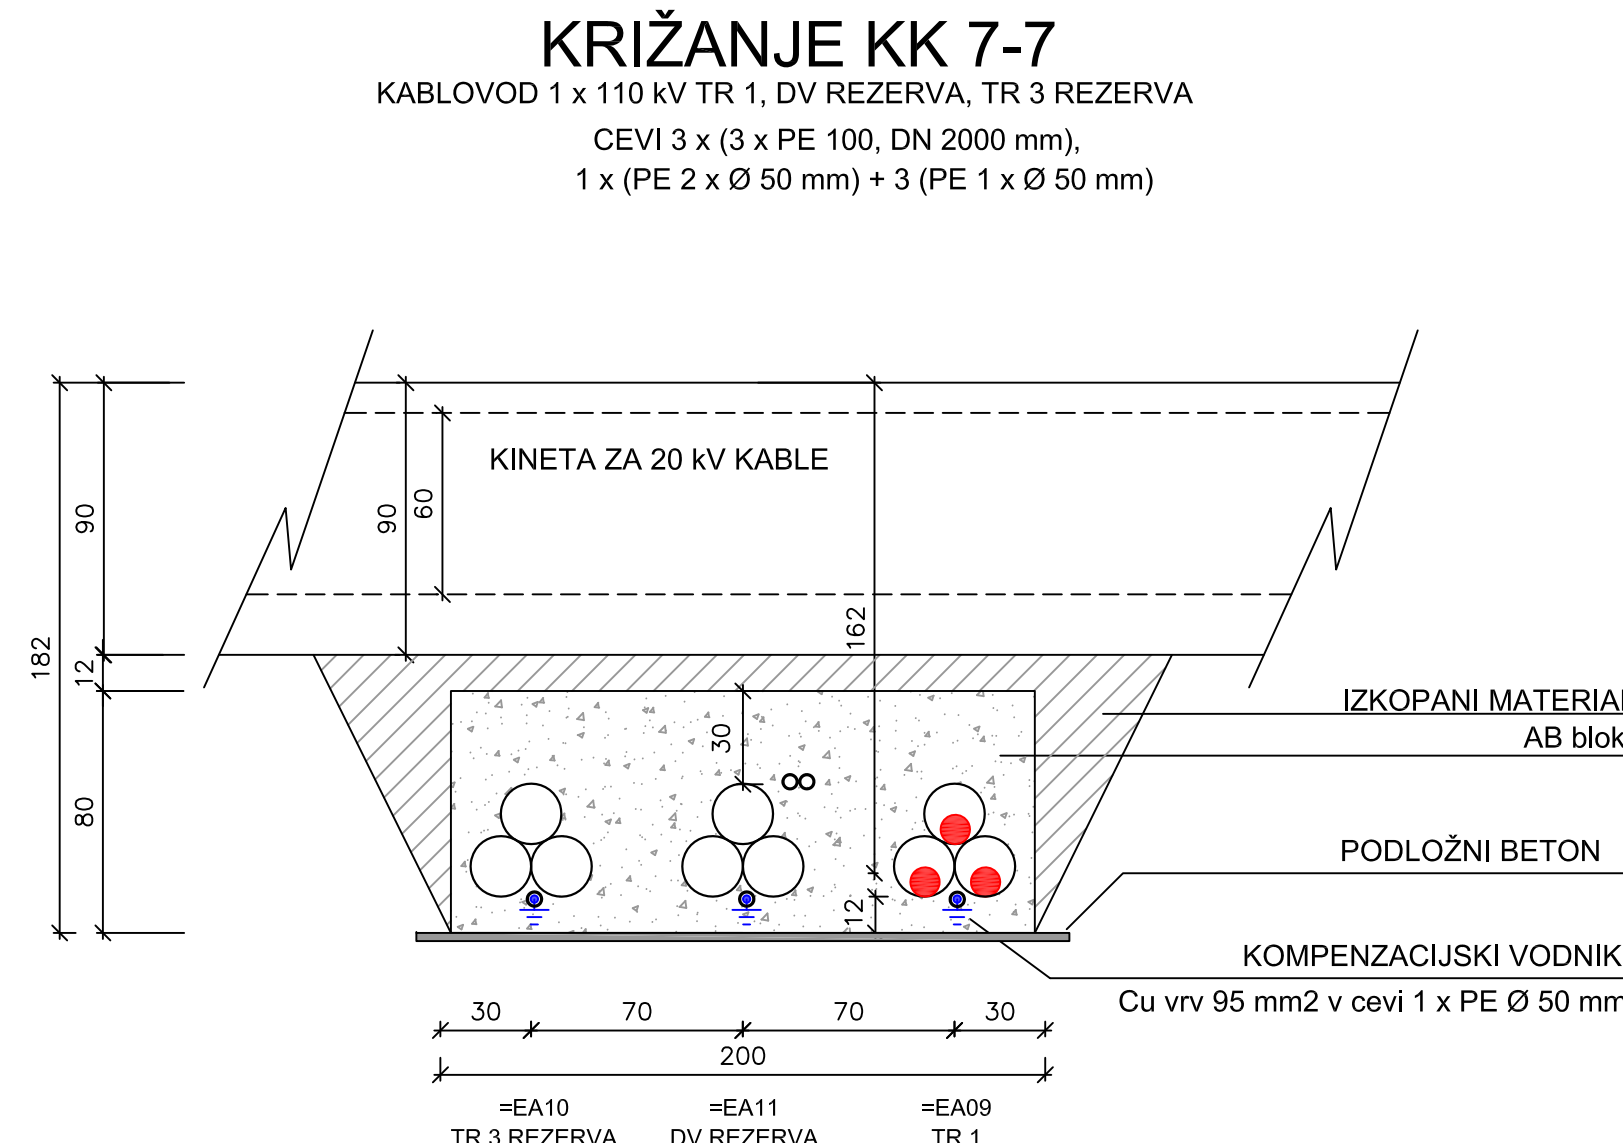 KRIŽANJE KK 7-7
KABLOVOD 1 x 110 kV TR 1, DV REZERVA, TR 3 REZERVA
CEVI 3 x (3 x PE 100, DN 2000 mm),
1 x (PE 2 x Ø 50 mm) + 3 (PE 1 x Ø 50 mm)
KINETA ZA 20 kV KABLE
90
90
60
162
182
12
IZKOPANI MATERIAL
AB blok
30
80
PODLOŽNI BETON
12
KOMPENZACIJSKI VODNIK
Cu vrv 95 mm2 v cevi 1 x PE Ø 50 mm
30 70 70 30
200
=EA10 =EA11 =EA09
TR 3 REZERVA DV REZERVA TR 1